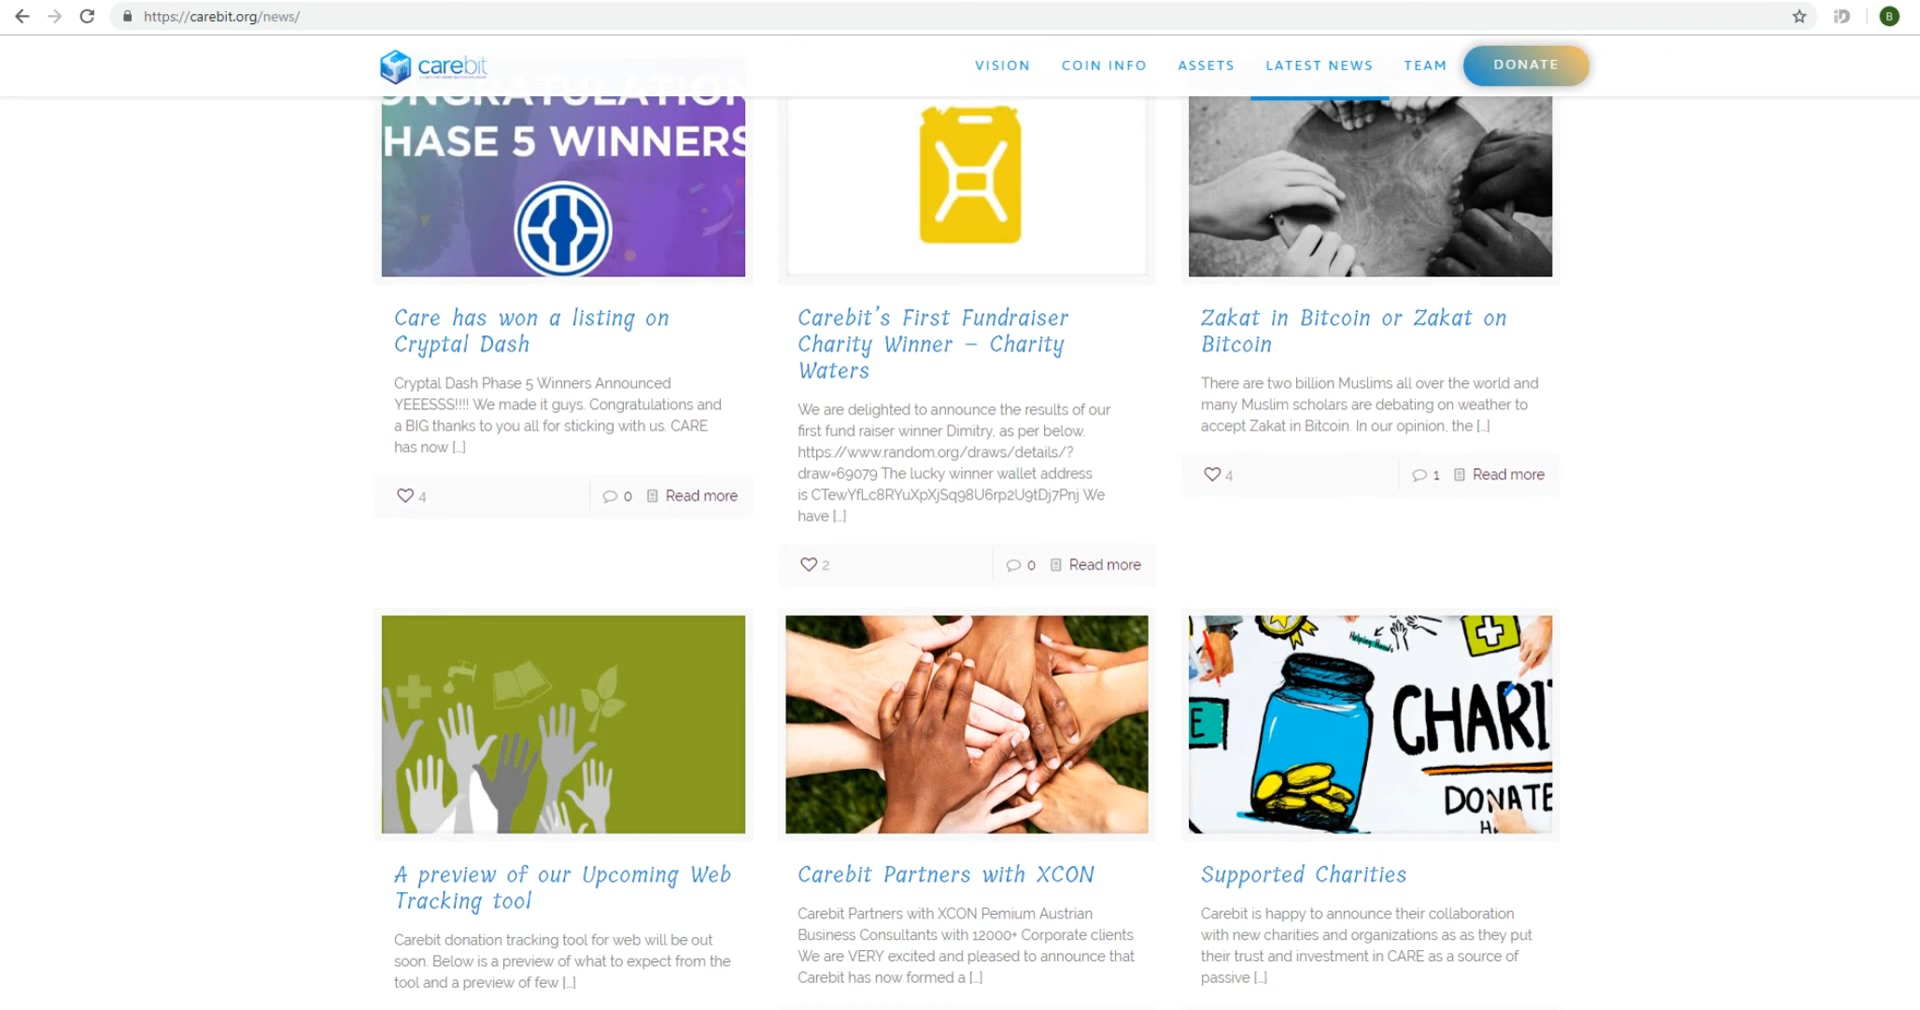 https://carebit.org/news/
B
carebit
VISION
COIN INFO
ASSETS
LATEST NEWS
TEAM
DONATE
HASE 5 WINNERS
Care has won a listing on
Cryptal Dash
Cryptal Dash Phase 5 Winners Announced
YEEESSS!!!! We made it guys. Congratulations and
a BIG thanks to you all for sticking with us. CARE
has now [...]
4
0
Read more
Carebit's First Fundraiser
Charity Winner – Charity
Waters
We are delighted to announce the results of our
first fund raiser winner Dimitry, as per below.
https://www.random.org/draws/details/?
draw=69079 The lucky winner wallet address
is CTewYfLc8RYuXpXjSq98U6rp2U9tDj7Pnj We
have [...]
2
0
Read more
Zakat in Bitcoin or Zakat on
Bitcoin
There are two billion Muslims all over the world and
many Muslim scholars are debating on weather to
accept Zakat in Bitcoin. In our opinion, the [...]
4
1
Read more
A preview of our Upcoming Web
Tracking tool
Carebit donation tracking tool for web will be out
soon. Below is a preview of what to expect from the
tool and a preview of few [...]
Carebit Partners with XCON
Carebit Partners with XCON Pemium Austrian
Business Consultants with 12000+ Corporate clients
We are VERY excited and pleased to announce that
Carebit has now formed a [...]
Helping Hands
E
CHARI
DONATE
Supported Charities
Carebit is happy to announce their collaboration
with new charities and organizations as as they put
their trust and investment in CARE as a source of
passive [...]